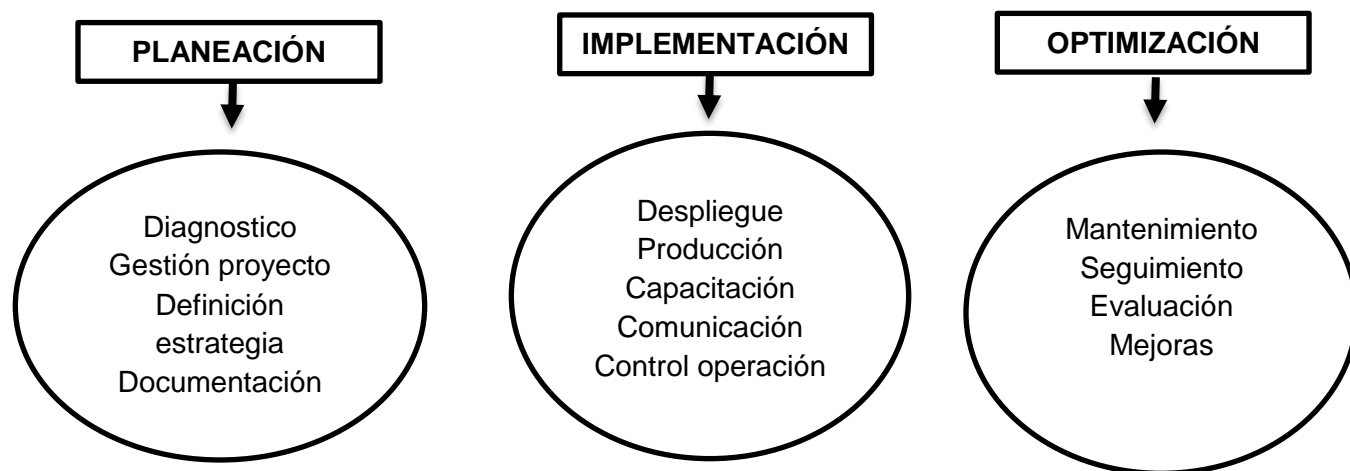 PLANEACIÓN
Diagnostico
Gestión proyecto
Definición
estrategia
Documentación
IMPLEMENTACIÓN
Despliegue
Producción
Capacitación
Comunicación
Control operación
OPTIMIZACIÓN
Mantenimiento
Seguimiento
Evaluación
Mejoras